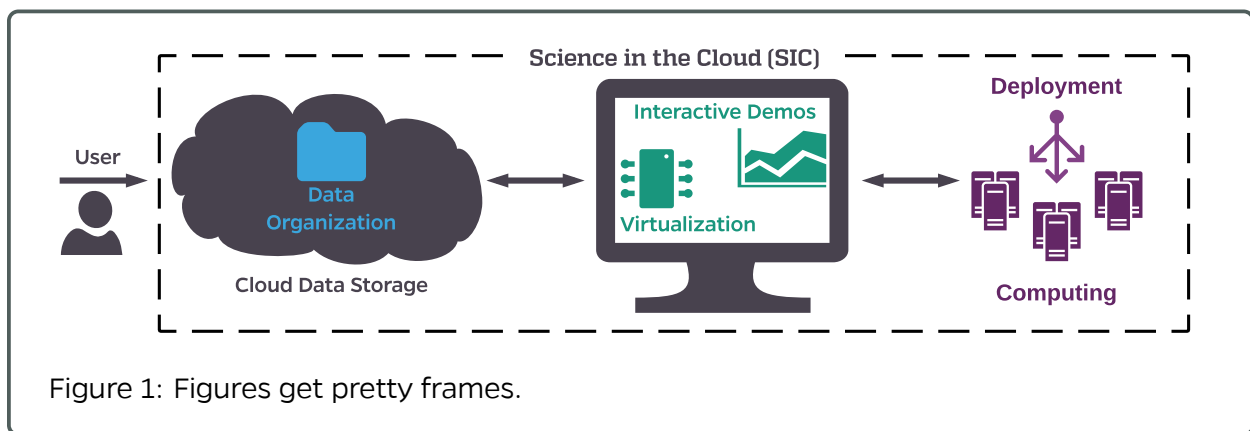 Science in the Cloud (SIC)
User
Data
Organization
Cloud Data Storage
Interactive Demos
Virtualization
Deployment
Computing
Figure 1: Figures get pretty frames.